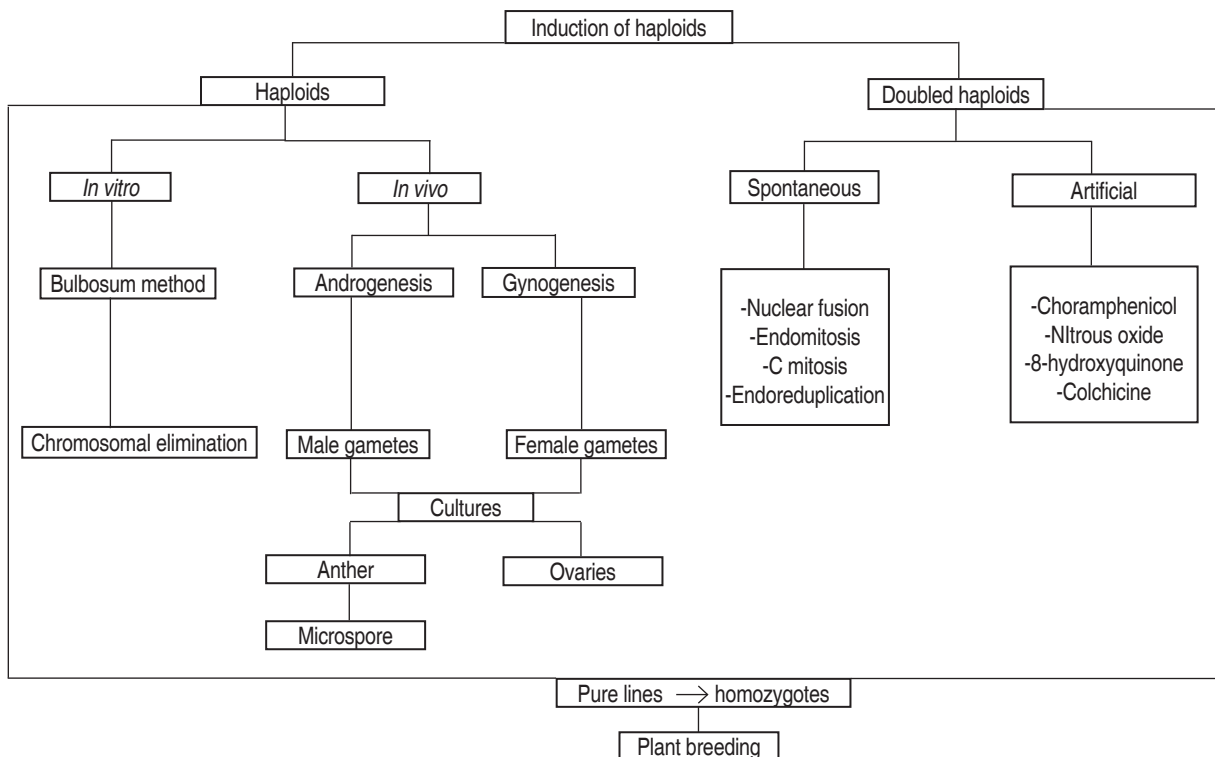 Induction of haploids
Haploids
Doubled haploids
In vitro
In vivo
Spontaneous
Artificial
Bulbosum method
Androgenesis
Gynogenesis
-Nuclear fusion
-Endomitosis
-C mitosis
-Endoreduplication
-Choramphenicol
-NItrous oxide
-8-hydroxyquinone
-Colchicine
Chromosomal elimination
Male gametes
Female gametes
Cultures
Anther
Ovaries
Microspore
Pure lines → homozygotes
Plant breeding